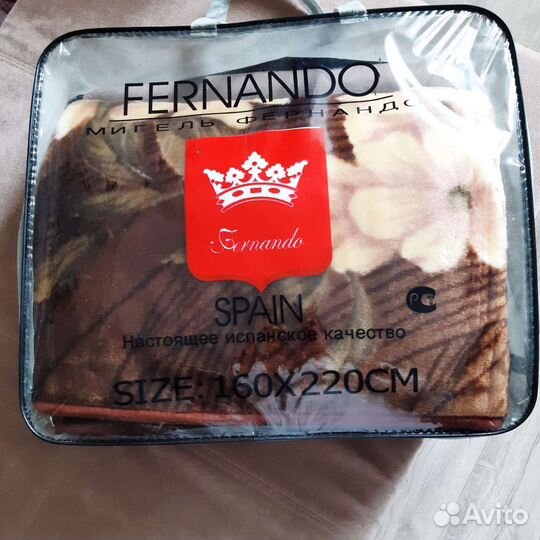 FERNANDO
МИГЕЛЬ ФЕРНАНДО
Fernando
SPAIN
Настоящее испанское качество
SIZE: 160X220CM
Avito